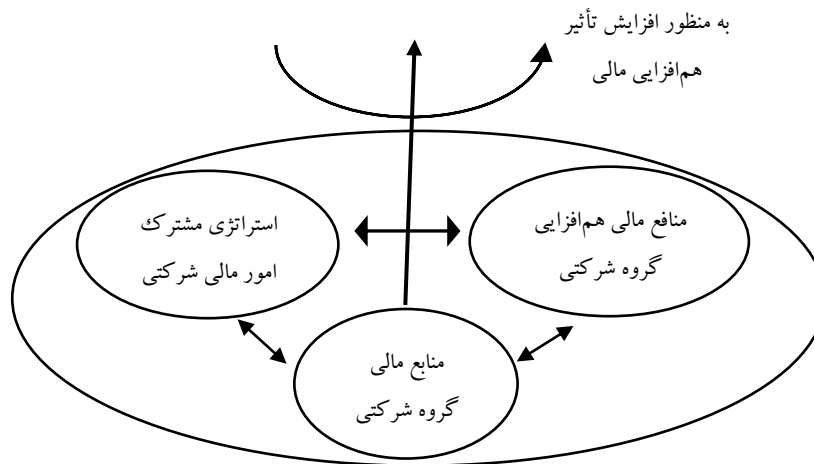 به منظور افزایش تأثیر
هم‌افزایی مالی
منافع مالی هم‌افزایی
گروه شرکتی
استراتژی مشترك
امور مالی شرکتی
منابع مالی
گروه شرکتی